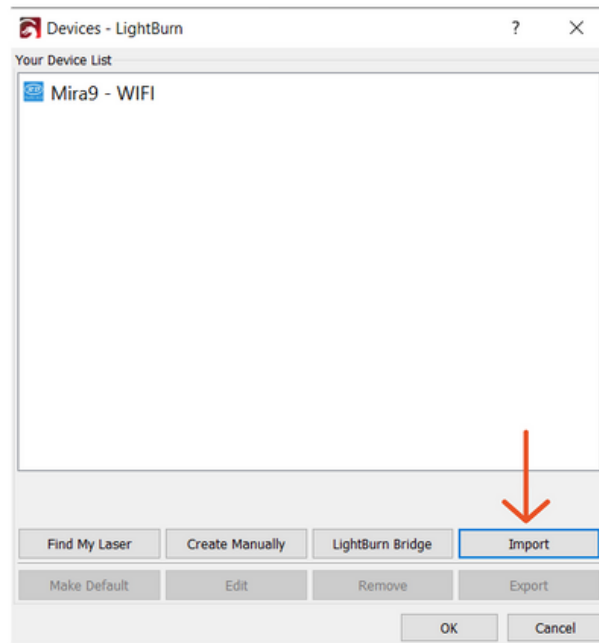 Devices - LightBurn ? ×
Your Device List
Mira9 - WIFI
Find My Laser Create Manually LightBurn Bridge Import
Make Default Edit Remove Export
OK Cancel